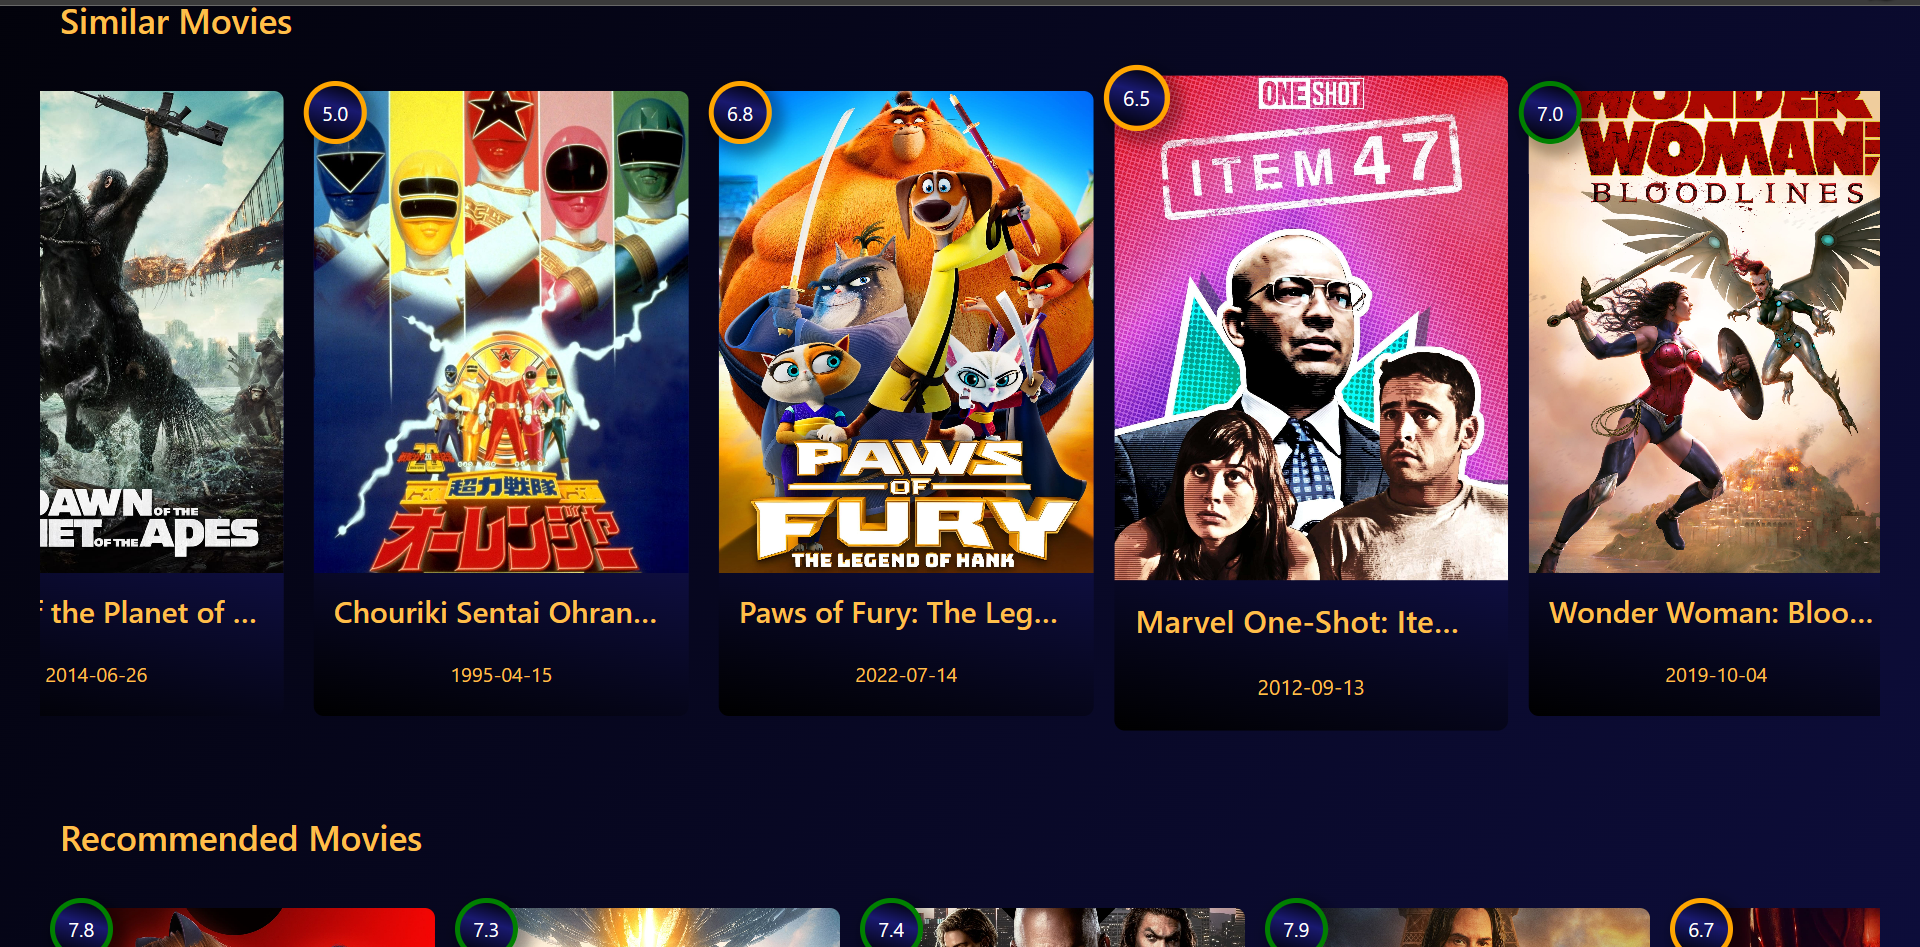 Similar Movies
DAWN OF THE
NET OF THE APES
f the Planet of ...
2014-06-26
5.0
超力戦隊
オーレンジャー
Chouriki Sentai Ohran...
1995-04-15
6.8
PAWS
OF
FURY
THE LEGEND OF HANK
Paws of Fury: The Leg...
2022-07-14
6.5
ONE SHOT
ITEM 47
Marvel One-Shot: Ite...
2012-09-13
7.0
WONDER
WOMAN:
BLOODLINES
Wonder Woman: Bloo...
2019-10-04
Recommended Movies
7.8
7.3
7.4
7.9
6.7